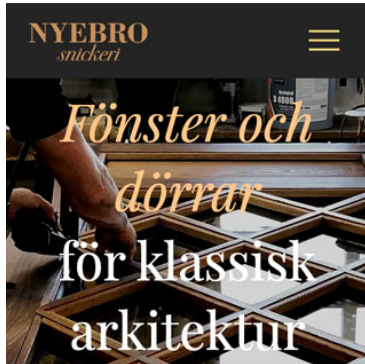 NYEBRO
snickeri
Fönster och
dörrar
för klassisk
arkitektur